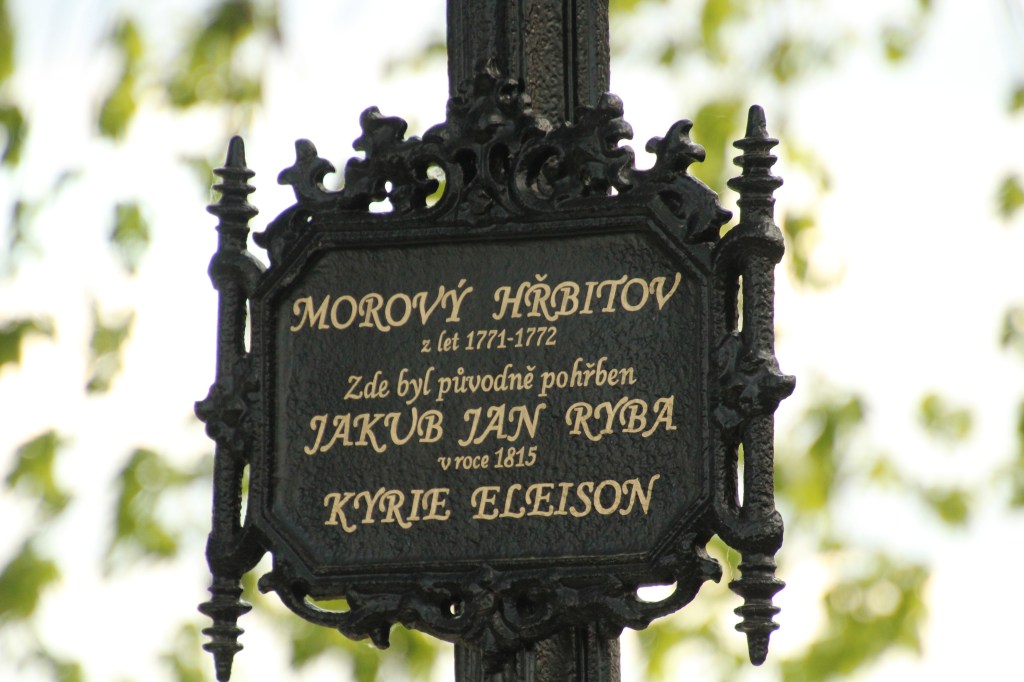 MOROVÝ HŘBITOV
z let 1771-1772
Zde byl původně pohřben
JAKUB JAN RYBA
v roce 1815
KYRIE ELEISON